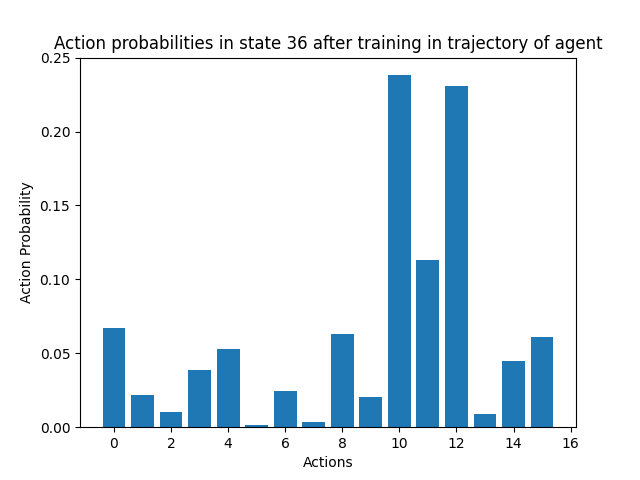 Action probabilities in state 36 after training in trajectory of agent
0.25
0.20
0.15
0.10
0.05
0.00
Action Probability
0 2 4 6 8 10 12 14 16
Actions